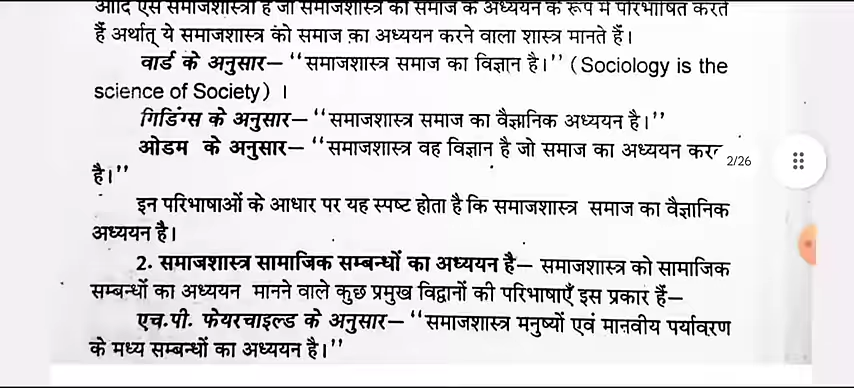 आदि ऐसे समाजशास्त्री हैं जो समाजशास्त्र को समाज के अध्ययन के रूप में परिभाषित करते
हैं अर्थात् ये समाजशास्त्र को समाज का अध्ययन करने वाला शास्त्र मानते हैं।
वार्ड के अनुसार– ‘‘समाजशास्त्र समाज का विज्ञान है।’’ (Sociology is the
science of Society) ।
गिडिंग्स के अनुसार– ‘‘समाजशास्त्र समाज का वैज्ञानिक अध्ययन है।’’
ओडम के अनुसार– ‘‘समाजशास्त्र वह विज्ञान है जो समाज का अध्ययन
2/26
है।’’
इन परिभाषाओं के आधार पर यह स्पष्ट होता है कि समाजशास्त्र समाज का वैज्ञानिक
अध्ययन है।
2. समाजशास्त्र सामाजिक सम्बन्धों का अध्ययन है– समाजशास्त्र को सामाजिक
सम्बन्धों का अध्ययन मानने वाले कुछ प्रमुख विद्वानों की परिभाषाएँ इस प्रकार हैं–
एच.पी. फेयरचाइल्ड के अनुसार– ‘‘समाजशास्त्र मनुष्यों एवं मानवीय पर्यावरण
के मध्य सम्बन्धों का अध्ययन है।’’